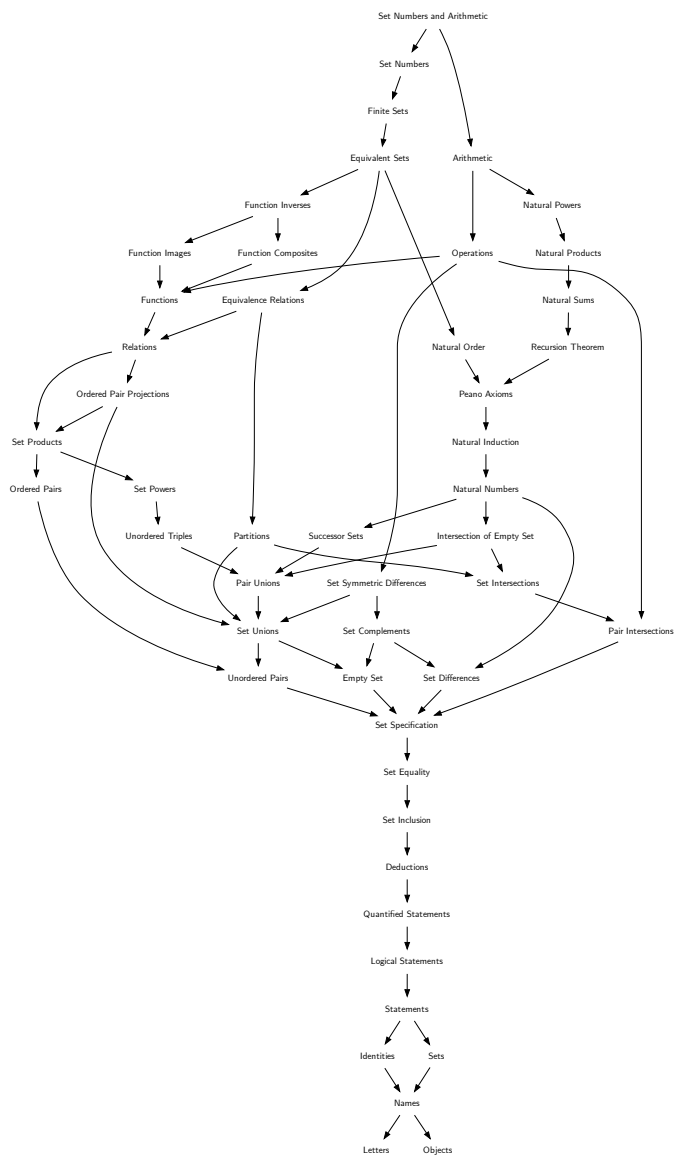 Set Numbers and Arithmetic
Set Numbers
Finite Sets
Equivalent Sets
Arithmetic
Function Inverses
Natural Powers
Function Images
Function Composites
Operations
Natural Products
Functions
Equivalence Relations
Natural Sums
Relations
Natural Order
Recursion Theorem
Ordered Pair Projections
Peano Axioms
Set Products
Natural Induction
Ordered Pairs
Set Powers
Natural Numbers
Unordered Triples
Partitions
Successor Sets
Intersection of Empty Set
Pair Unions
Set Symmetric Differences
Set Intersections
Set Unions
Set Complements
Pair Intersections
Unordered Pairs
Empty Set
Set Differences
Set Specification
Set Equality
Set Inclusion
Deductions
Quantified Statements
Logical Statements
Statements
Identities
Sets
Names
Letters
Objects